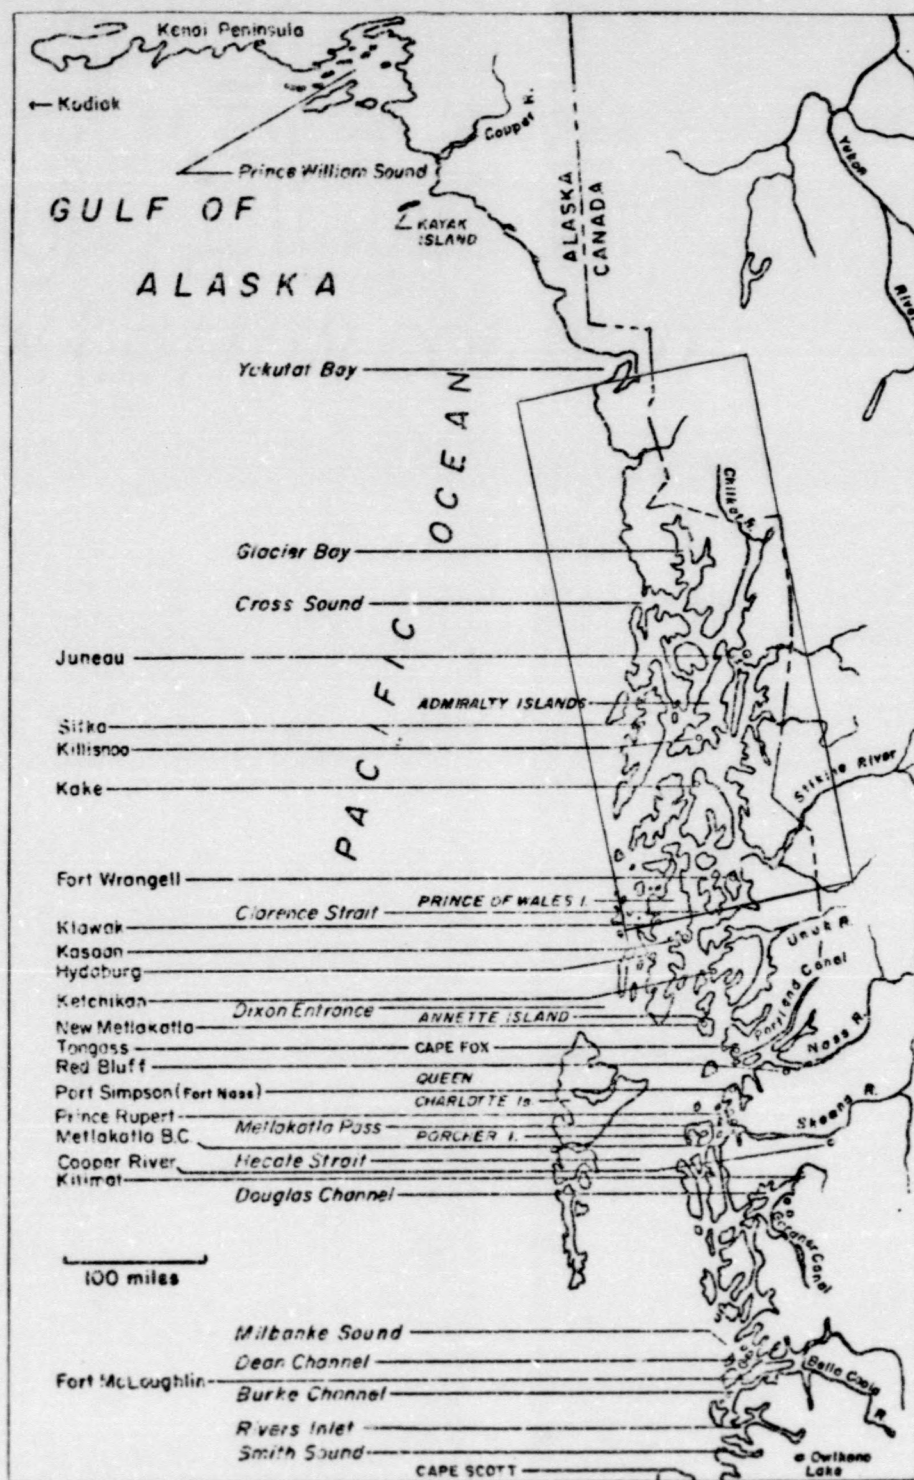 Kenai Peninsula
← Kodiak
Copper R.
Yukon
River
Prince William Sound
GULF OF
ALASKA
KAYAK
ISLAND
ALASKA
CANADA
Yakutat Bay
PACIFIC OCEAN
Chilkat R.
Glacier Bay
Cross Sound
Juneau
ADMIRALTY ISLANDS
Sitka
Killisnoo
Kake
Stikine River
Fort Wrangell
PRINCE OF WALES I.
Clarence Strait
Klawak
Unuk R.
Kasaan
Hydaburg
Ketchikan
Dixon Entrance
ANNETTE ISLAND
Portland Canal
New Metlakatla
Tongass
CAPE FOX
Nass R.
Red Bluff
QUEEN
CHARLOTTE Is.
Port Simpson (Fort Nass)
Prince Rupert
Metlakatla Pass
PORCHER I.
Skeena R.
Metlakatla B.C.
Cooper River
Hecate Strait
Kitimat
Douglas Channel
Gardner Canal
100 miles
Milbanke Sound
Dean Channel
Fort McLoughlin
Burke Channel
Bella Coola R.
Rivers Inlet
Smith Sound
Owikeno
Lake
CAPE SCOTT